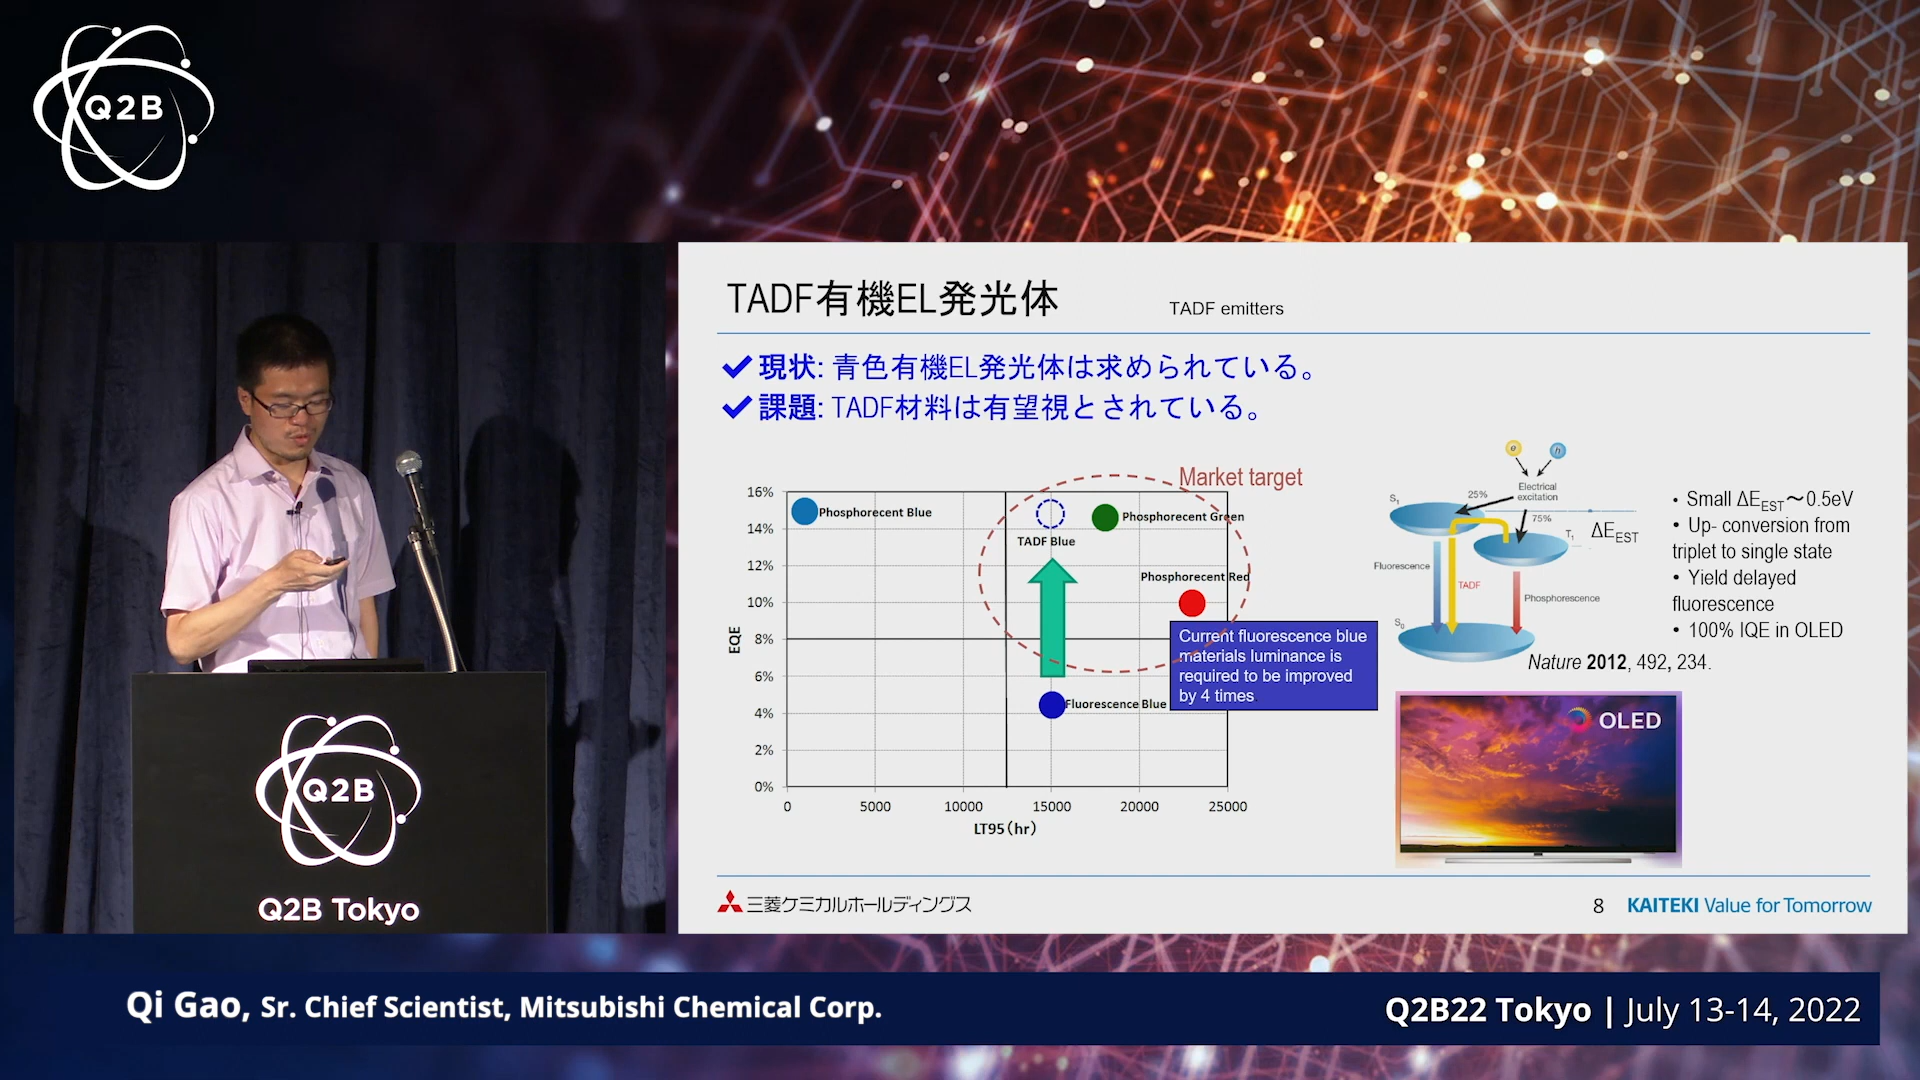 Q2B
TADF有機EL発光体
TADF emitters
現状: 青色有機EL発光体は求められている。
課題: TADF材料は有望視とされている。
Market target
16%
14%
12%
10%
8%
6%
4%
2%
0%
EQE
0
5000
10000
15000
20000
25000
LT95(hr)
Phosphorecent Blue
TADF Blue
Phosphorecent Green
Phosphorecent Red
Fluorescence Blue
Current fluorescence blue
materials luminance is
required to be improved
by 4 times
e
h
Electrical
excitation
S1
25%
75%
T1
ΔEEST
Fluorescence
TADF
Phosphorescence
S0
• Small ΔEEST～0.5eV
• Up- conversion from
triplet to single state
• Yield delayed
fluorescence
• 100% IQE in OLED
Nature 2012, 492, 234.
OLED
三菱ケミカルホールディングス
8
KAITEKI Value for Tomorrow
Q2B
Q2B Tokyo
Qi Gao, Sr. Chief Scientist, Mitsubishi Chemical Corp.
Q2B22 Tokyo | July 13-14, 2022